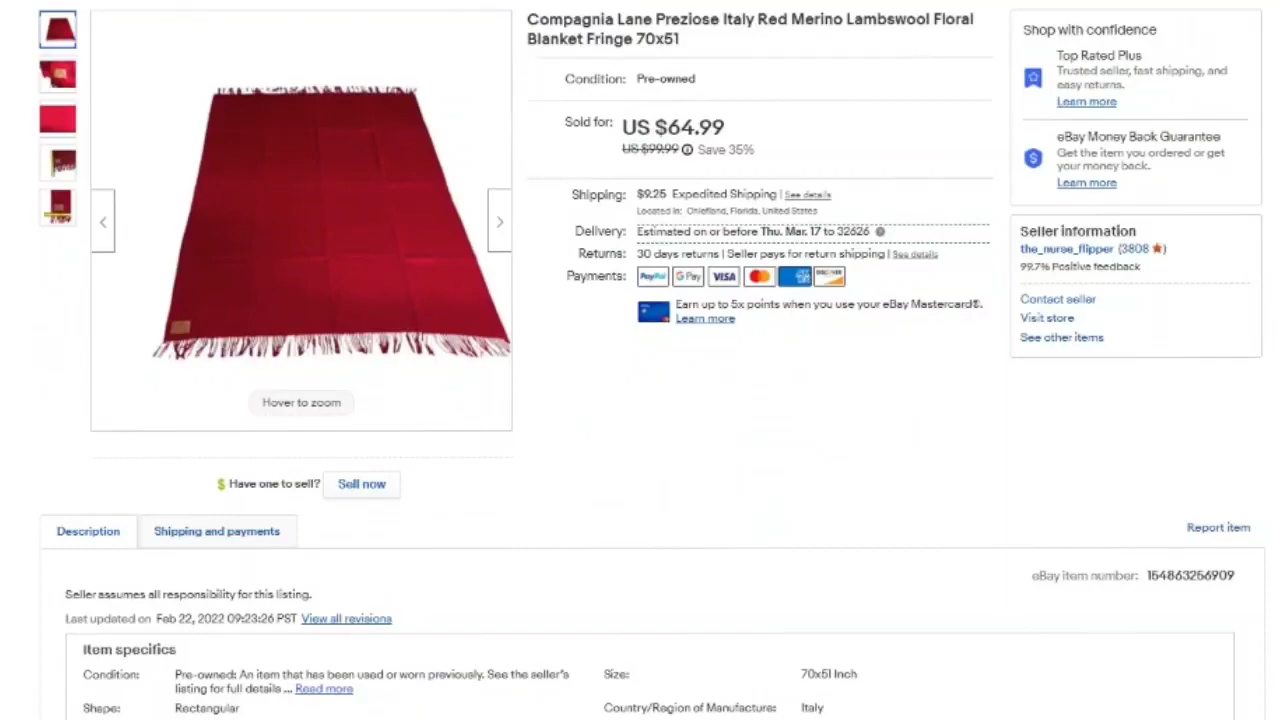 Compagnia Lane Preziose Italy Red Merino Lambswool Floral
Blanket Fringe 70x51
Condition: Pre-owned
Sold for: US $64.99
US $99.99 Save 35%
Shipping: $9.25 Expedited Shipping | See details
Located in: Chiefland, Florida, United States
Delivery: Estimated on or before Thu. Mar. 17 to 32626
Returns: 30 days returns | Seller pays for return shipping | See details
Payments: PayPal G Pay VISA DISCOVER
Earn up to 5x points when you use your eBay Mastercard®.
Learn more
Shop with confidence
Top Rated Plus
Trusted seller, fast shipping, and
easy returns.
Learn more
eBay Money Back Guarantee
Get the item you ordered or get
your money back.
Learn more
Seller information
the_nurse_flipper (3808)
99.7% Positive feedback
Contact seller
Visit store
See other items
Hover to zoom
$ Have one to sell? Sell now
Description Shipping and payments
Report item
eBay item number: 154863256909
Seller assumes all responsibility for this listing.
Last updated on Feb 22, 2022 09:23:26 PST View all revisions
Item specifics
Condition: Pre-owned: An item that has been used or worn previously. See the seller's
listing for full details ... Read more
Size: 70x51 Inch
Shape: Rectangular
Country/Region of Manufacture: Italy